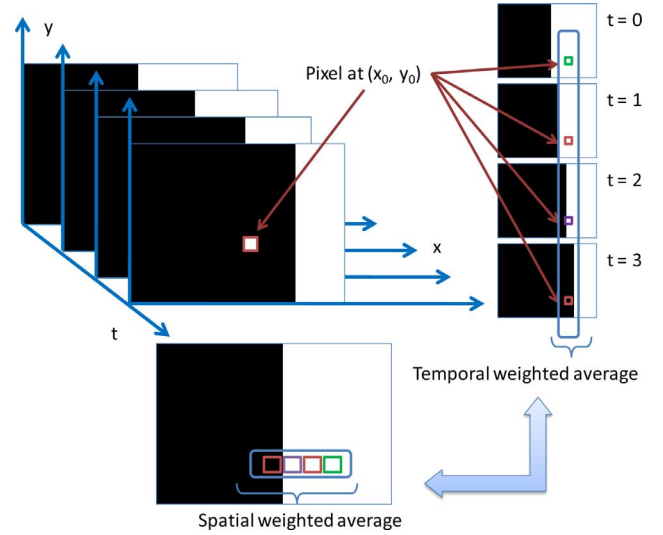 y
t = 0
Pixel at (x₀, y₀)
t = 1
t = 2
x
t = 3
t
Temporal weighted average
Spatial weighted average